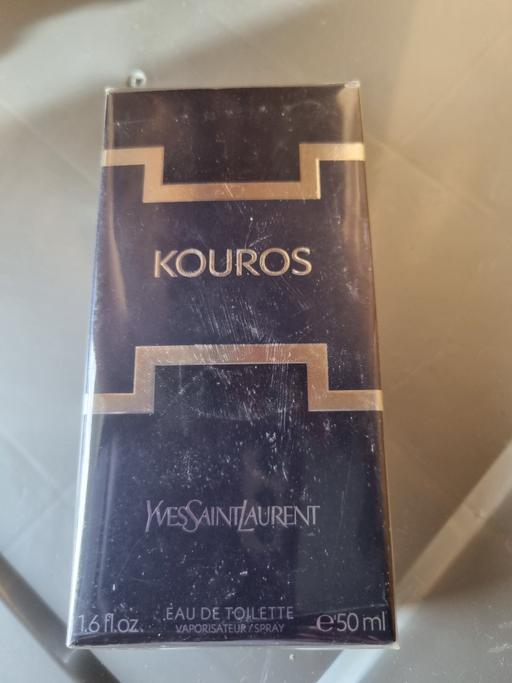 KOUROS
YVESSAINTLAURENT
EAU DE TOILETTE
VAPORISATEUR/SPRAY
1.6 fl.oz. e50 ml